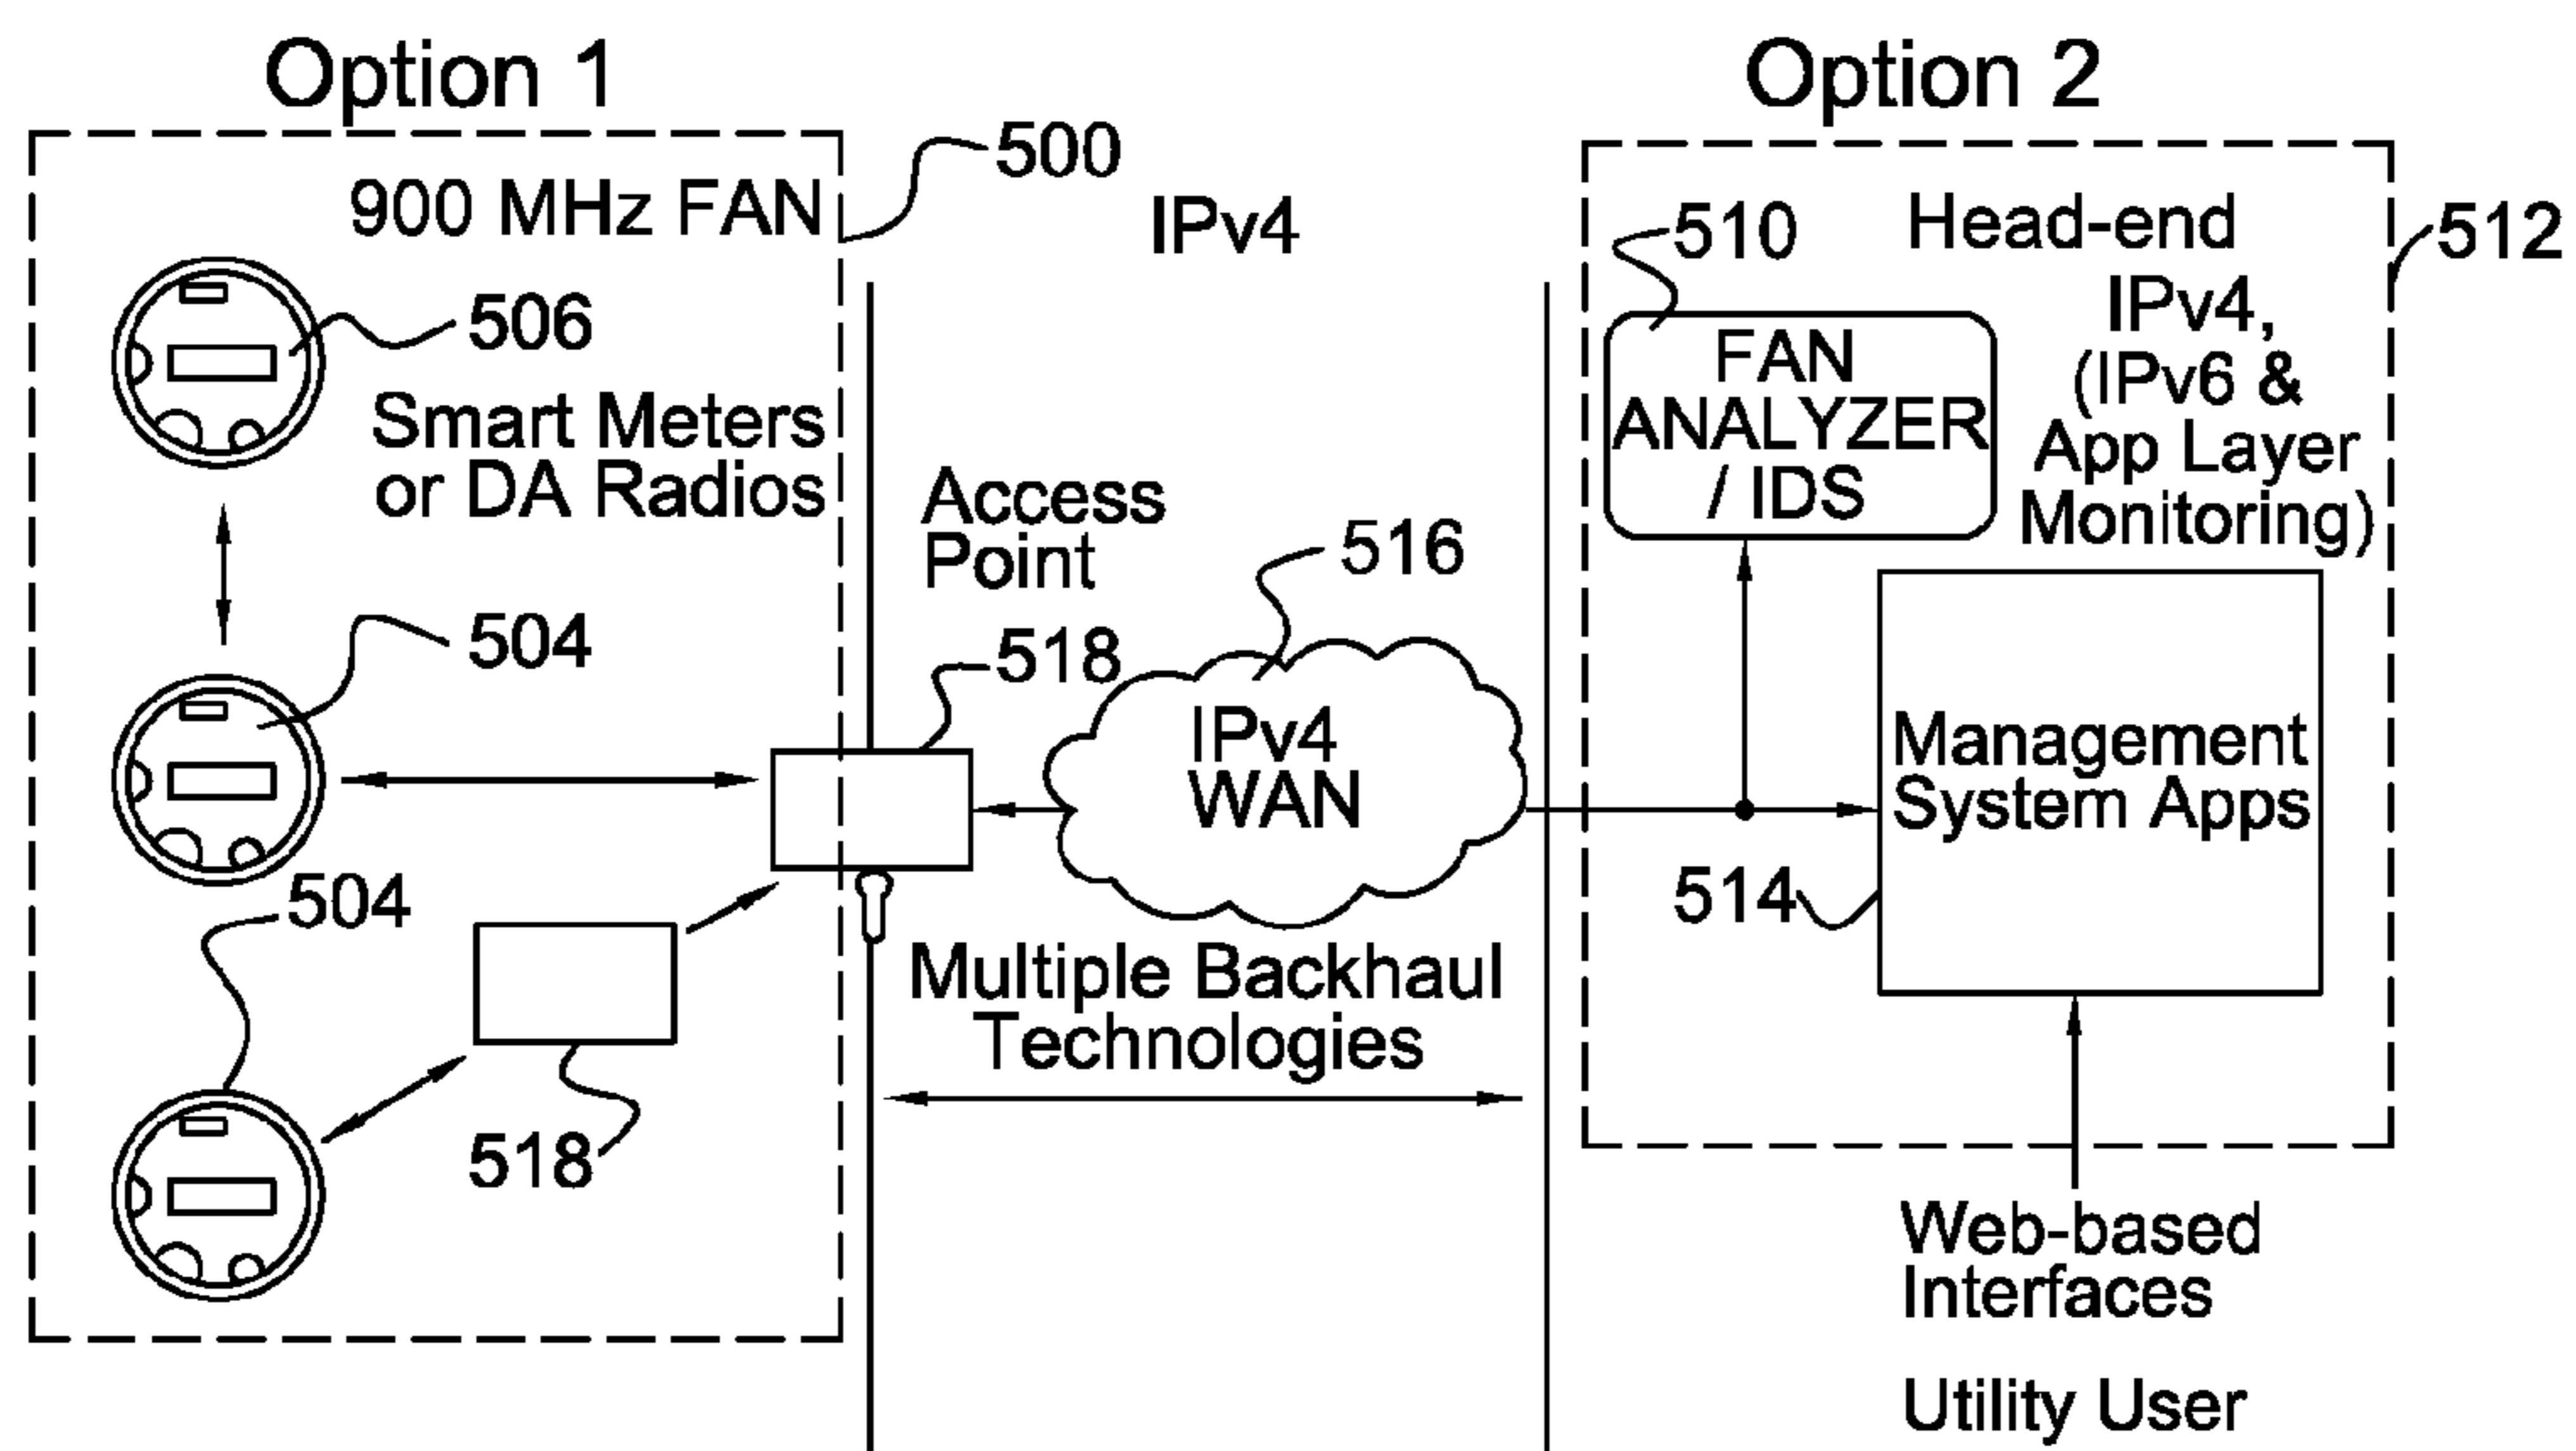 Option 1
500
900 MHz FAN
506
Smart Meters
or DA Radios
504
504
518
IPv4
Access
Point
518
516
IPv4
WAN
Multiple Backhaul
Technologies
Option 2
512
510
Head-end
IPv4,
(IPv6 &
App Layer
Monitoring)
FAN
ANALYZER
/ IDS
Management
System Apps
514
Web-based
Interfaces
Utility User